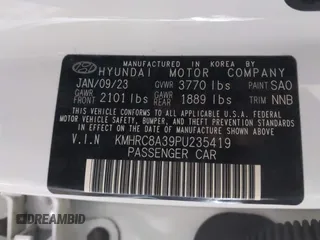 MANUFACTURED IN KOREA BY
HYUNDAI MOTOR COMPANY
JAN/09/23 GVWR 3770 lbs PAINT SAO
GAWR FRONT 2101 lbs GAWR REAR 1889 lbs TRIM NNB
THIS VEHICLE CONFORMS TO ALL APPLICABLE
FEDERAL MOTOR VEHICLE SAFETY, BUMPER, AND
THEFT PREVENTION STANDARDS IN EFFECT ON THE
DATE OF MANUFACTURE SHOWN ABOVE.
V.I.N KMHRC8A39PU235419
PASSENGER CAR
DREAMBID